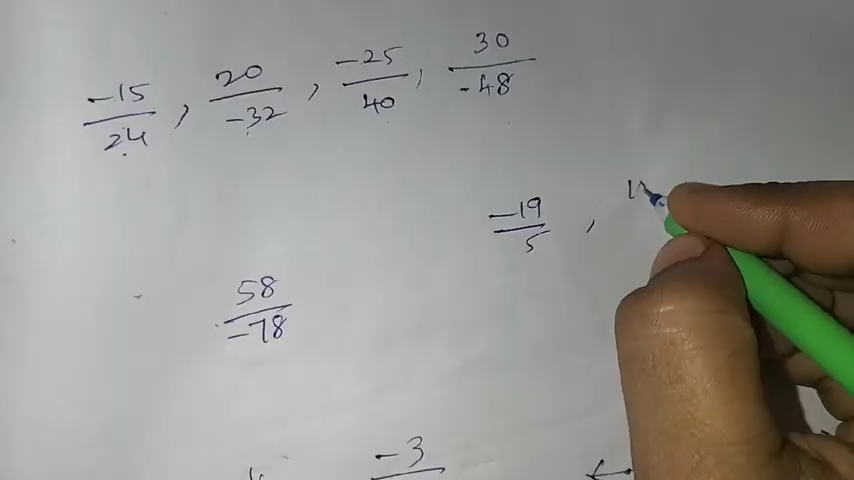 -15/24 , 20/-32 , -25/40 , 30/-48
-19/5 ,
58/-78
-3